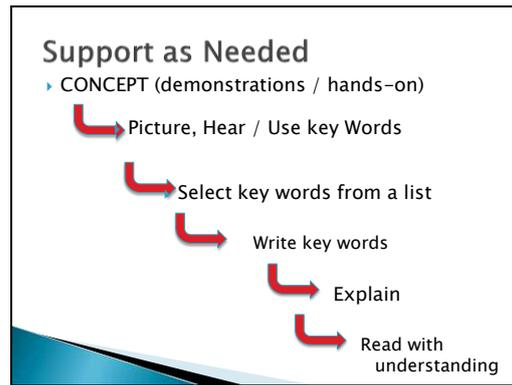 Support as Needed
CONCEPT (demonstrations / hands-on)
Picture, Hear / Use key Words
Select key words from a list
Write key words
Explain
Read with
understanding